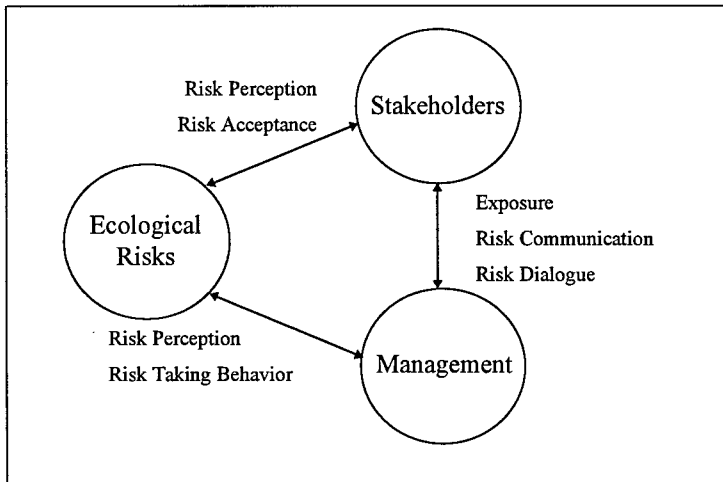 Risk Perception
Risk Acceptance
Stakeholders
Ecological
Risks
Exposure
Risk Communication
Risk Dialogue
Risk Perception
Risk Taking Behavior
Management